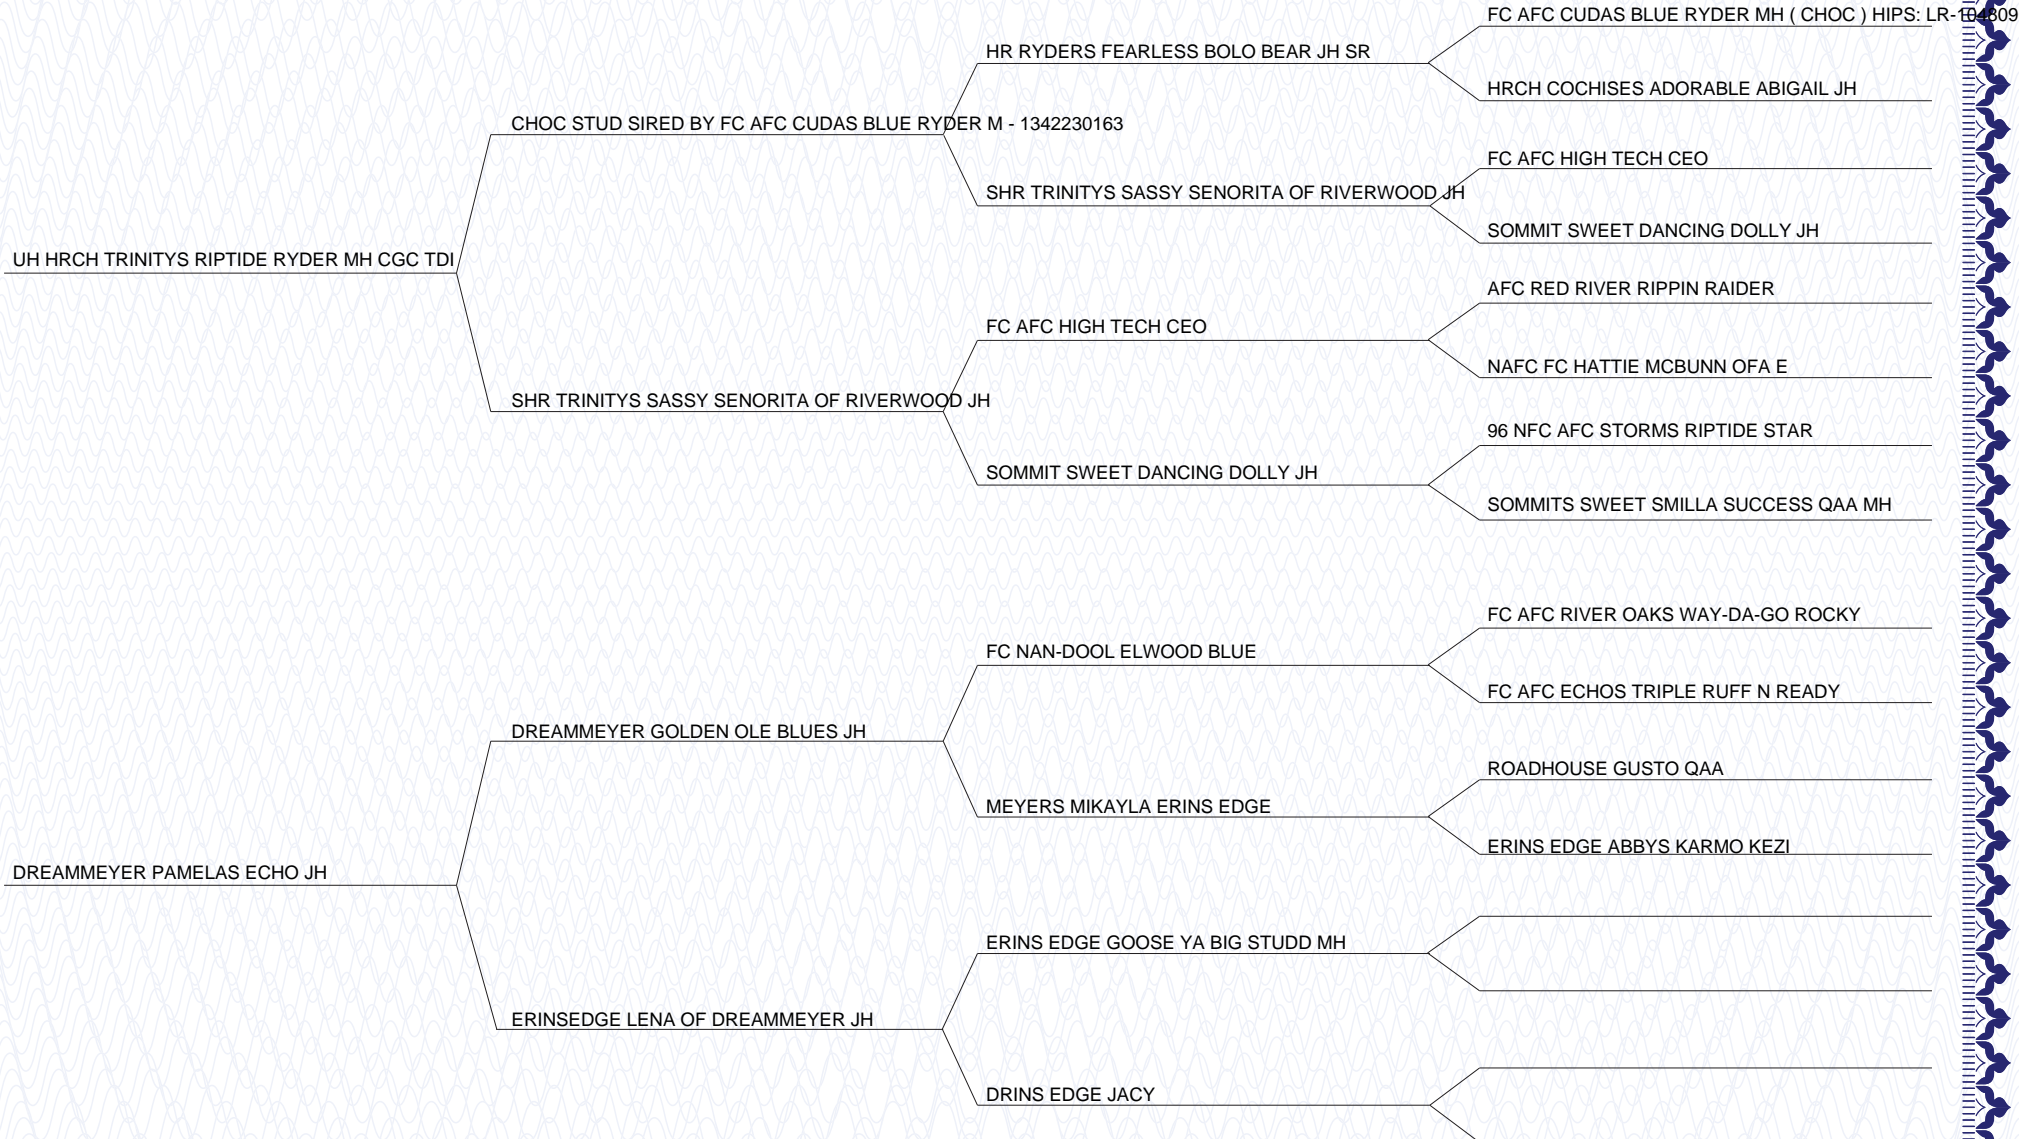 FC AFC CUDAS BLUE RYDER MH ( CHOC ) HIPS: LR-104809
HR RYDERS FEARLESS BOLO BEAR JH SR
HRCH COCHISES ADORABLE ABIGAIL JH
CHOC STUD SIRED BY FC AFC CUDAS BLUE RYDER M - 1342230163
FC AFC HIGH TECH CEO
SHR TRINITYS SASSY SENORITA OF RIVERWOOD JH
SOMMIT SWEET DANCING DOLLY JH
UH HRCH TRINITYS RIPTIDE RYDER MH CGC TDI
AFC RED RIVER RIPPIN RAIDER
FC AFC HIGH TECH CEO
NAFC FC HATTIE MCBUNN OFA E
SHR TRINITYS SASSY SENORITA OF RIVERWOOD JH
96 NFC AFC STORMS RIPTIDE STAR
SOMMIT SWEET DANCING DOLLY JH
SOMMITS SWEET SMILLA SUCCESS QAA MH
FC AFC RIVER OAKS WAY-DA-GO ROCKY
FC NAN-DOOL ELWOOD BLUE
FC AFC ECHOS TRIPLE RUFF N READY
DREAMMEYER GOLDEN OLE BLUES JH
ROADHOUSE GUSTO QAA
MEYERS MIKAYLA ERINS EDGE
ERINS EDGE ABBYS KARMO KEZI
DREAMMEYER PAMELAS ECHO JH
ERINS EDGE GOOSE YA BIG STUDD MH
ERINSEDGE LENA OF DREAMMEYER JH
DRINS EDGE JACY